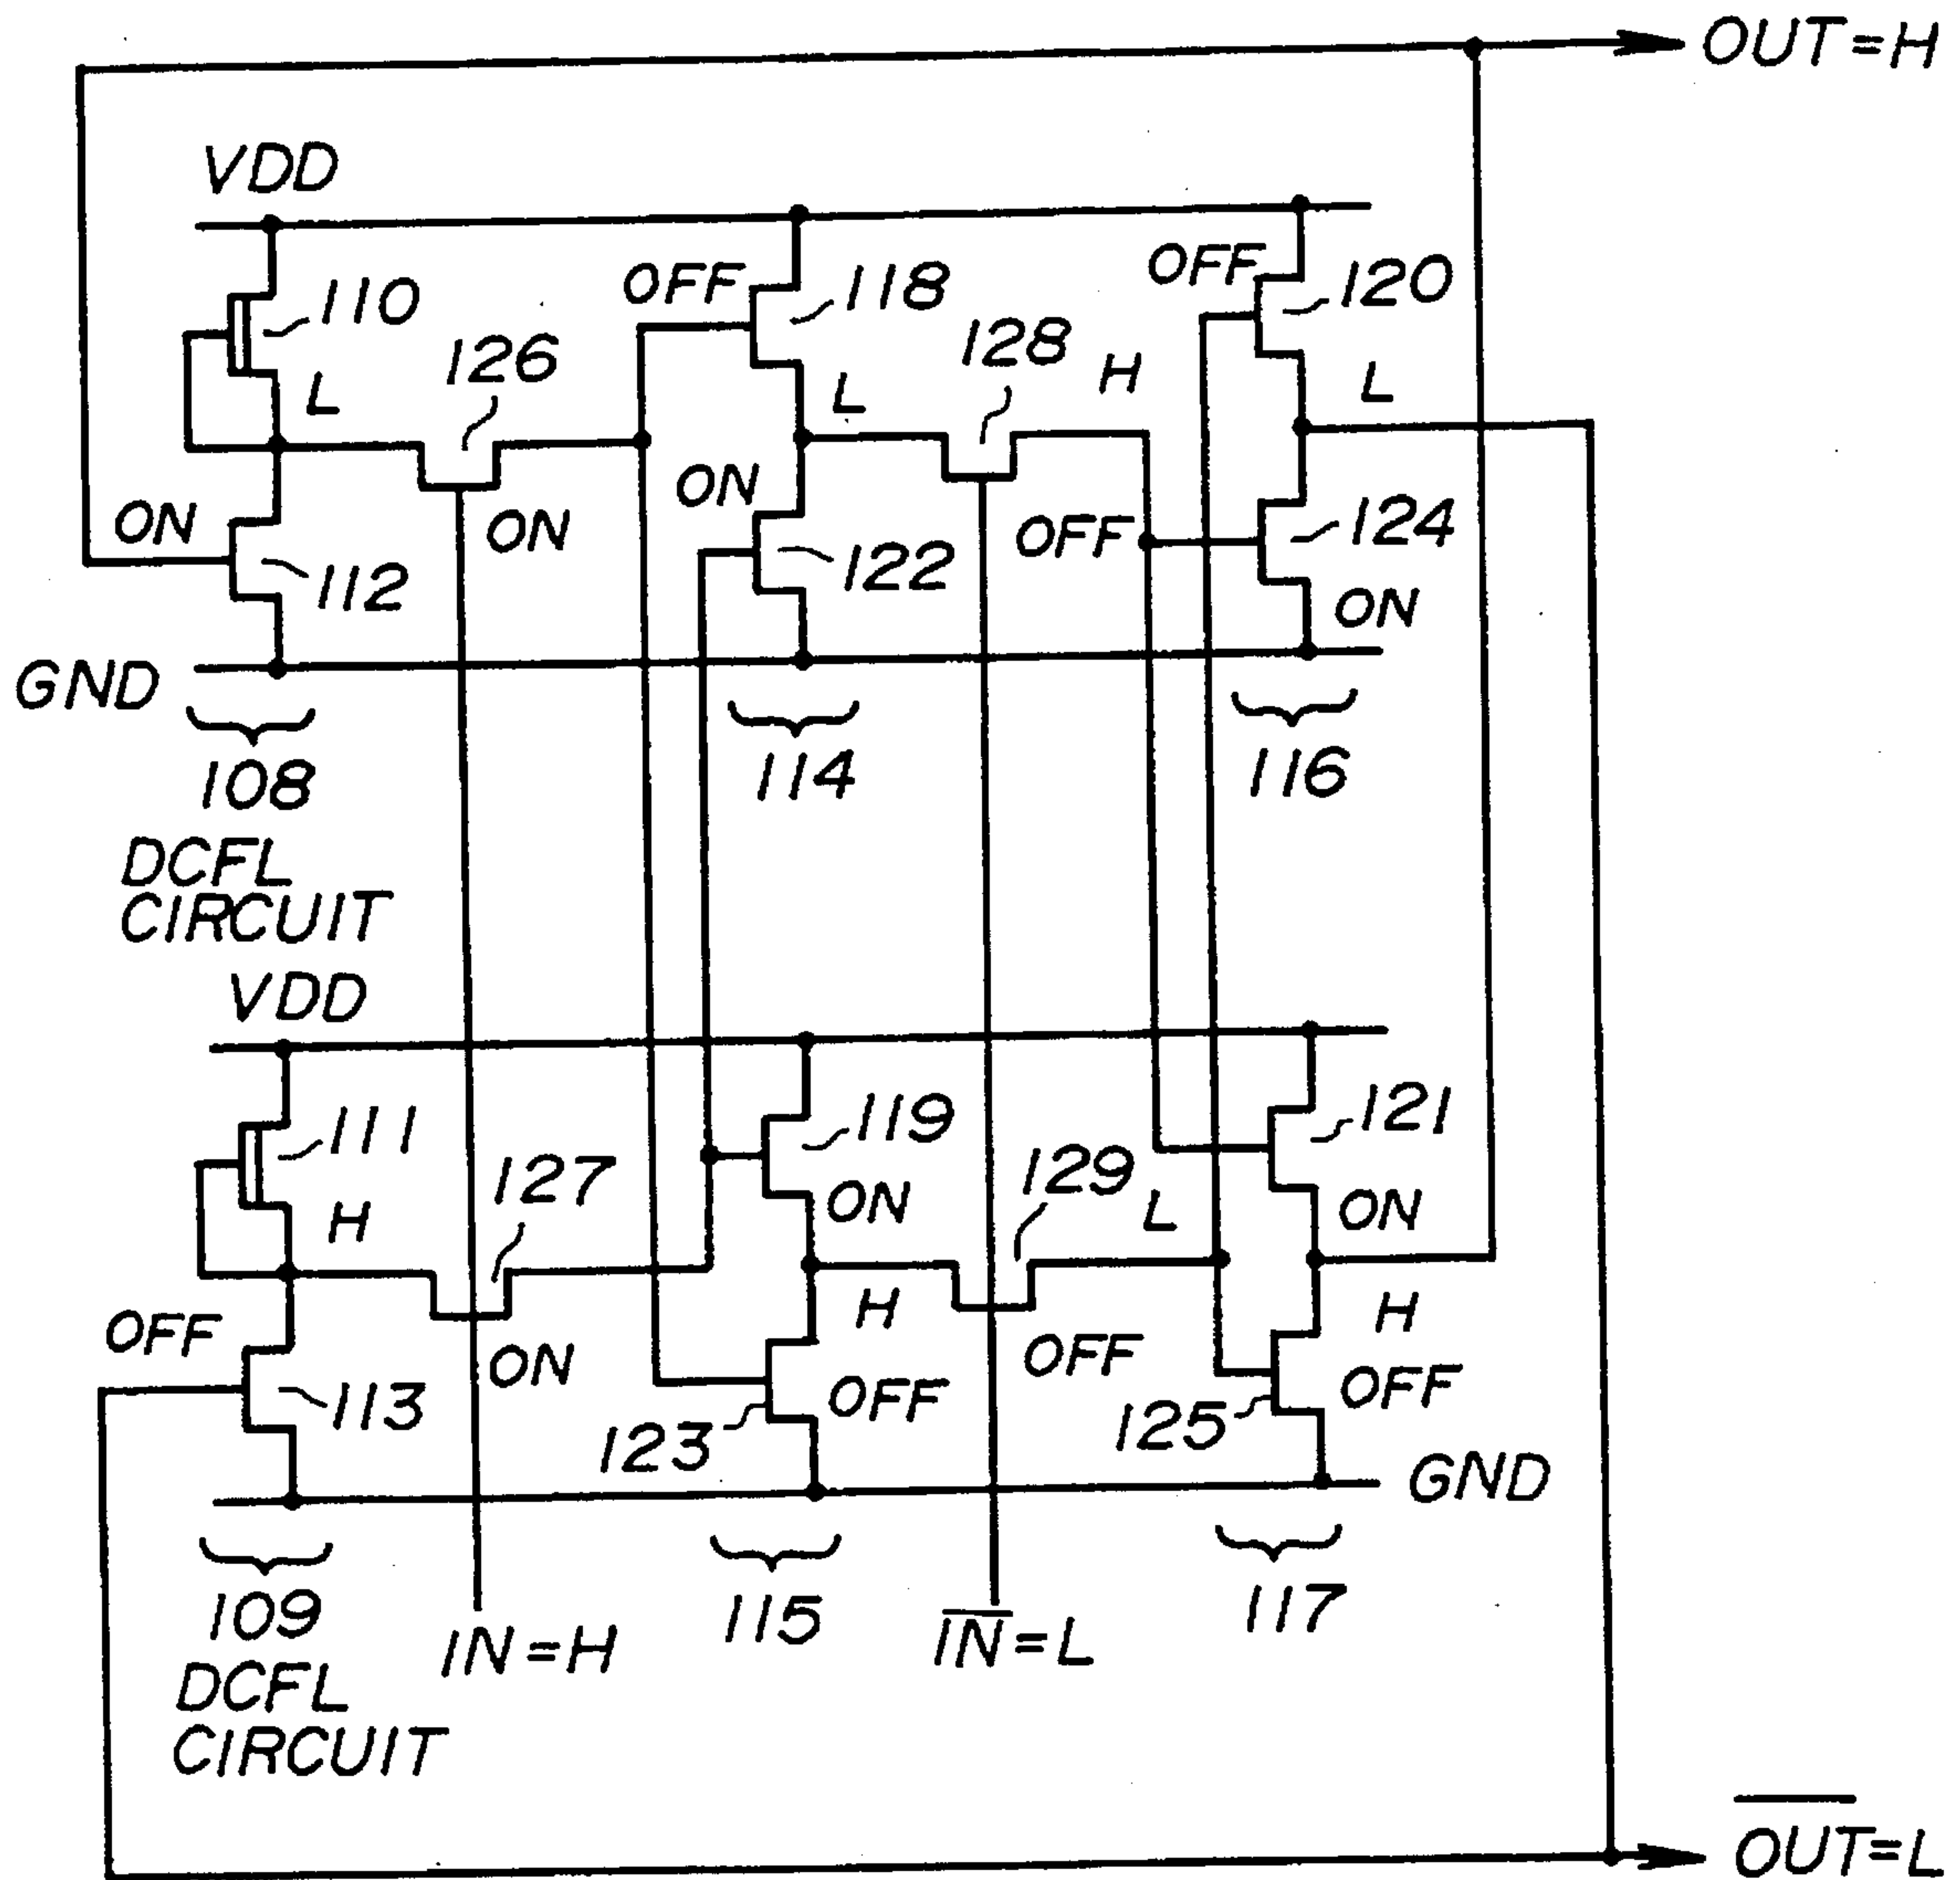 OUT=H
VDD
110
L
126
OFF
118
L
128
H
OFF
120
L
ON
112
ON
ON
122
OFF
124
ON
GND
108
DCFL
CIRCUIT
114
116
VDD
111
H
127
119
ON
129
L
121
ON
OFF
113
ON
H
OFF
123
OFF
H
OFF
125
GND
109
DCFL
CIRCUIT
IN=H
115
I̅N̅=L
117
O̅U̅T̅=L